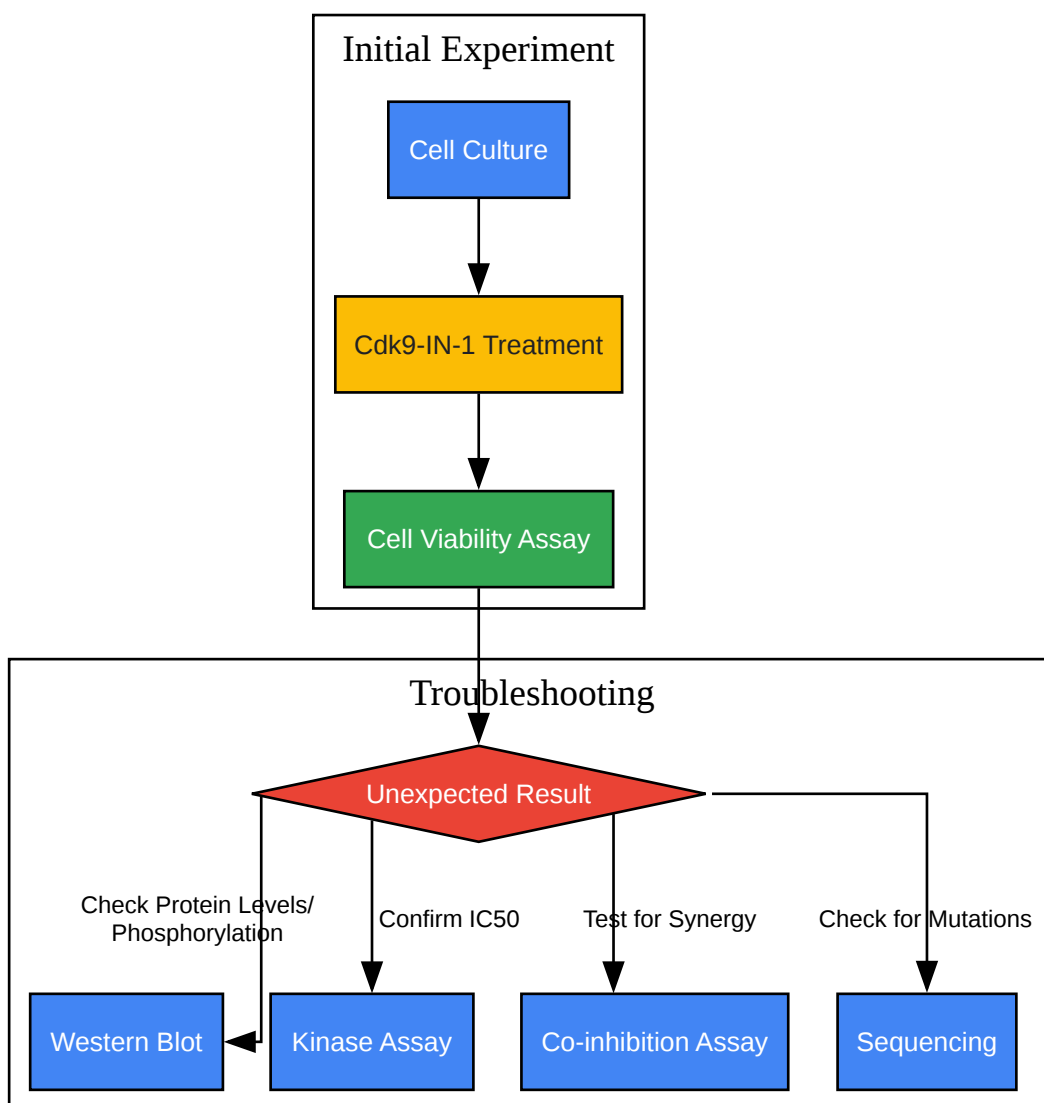 Initial Experiment
Cell Culture
Cdk9-IN-1 Treatment
Cell Viability Assay
Troubleshooting
Unexpected Result
Check Protein Levels/
Phosphorylation
Confirm IC50
Test for Synergy
Check for Mutations
Western Blot
Kinase Assay
Co-inhibition Assay
Sequencing